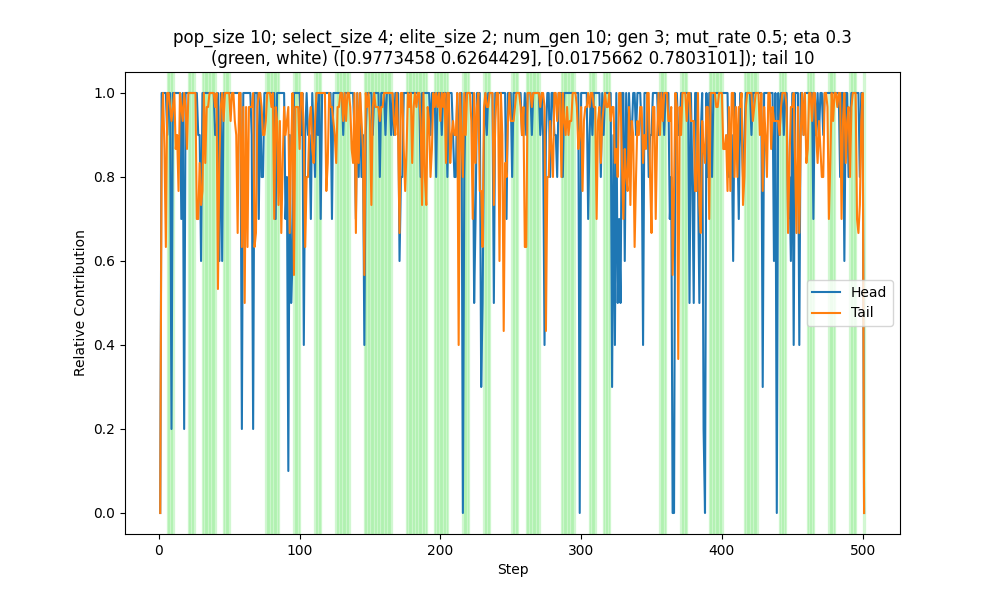 pop_size 10; select_size 4; elite_size 2; num_gen 10; gen 3; mut_rate 0.5; eta 0.3
(green, white) ([0.9773458 0.6264429], [0.0175662 0.7803101]); tail 10
1.0
0.8
0.6
0.4
0.2
0.0
Relative Contribution
Head
Tail
0
100
200
300
400
500
Step